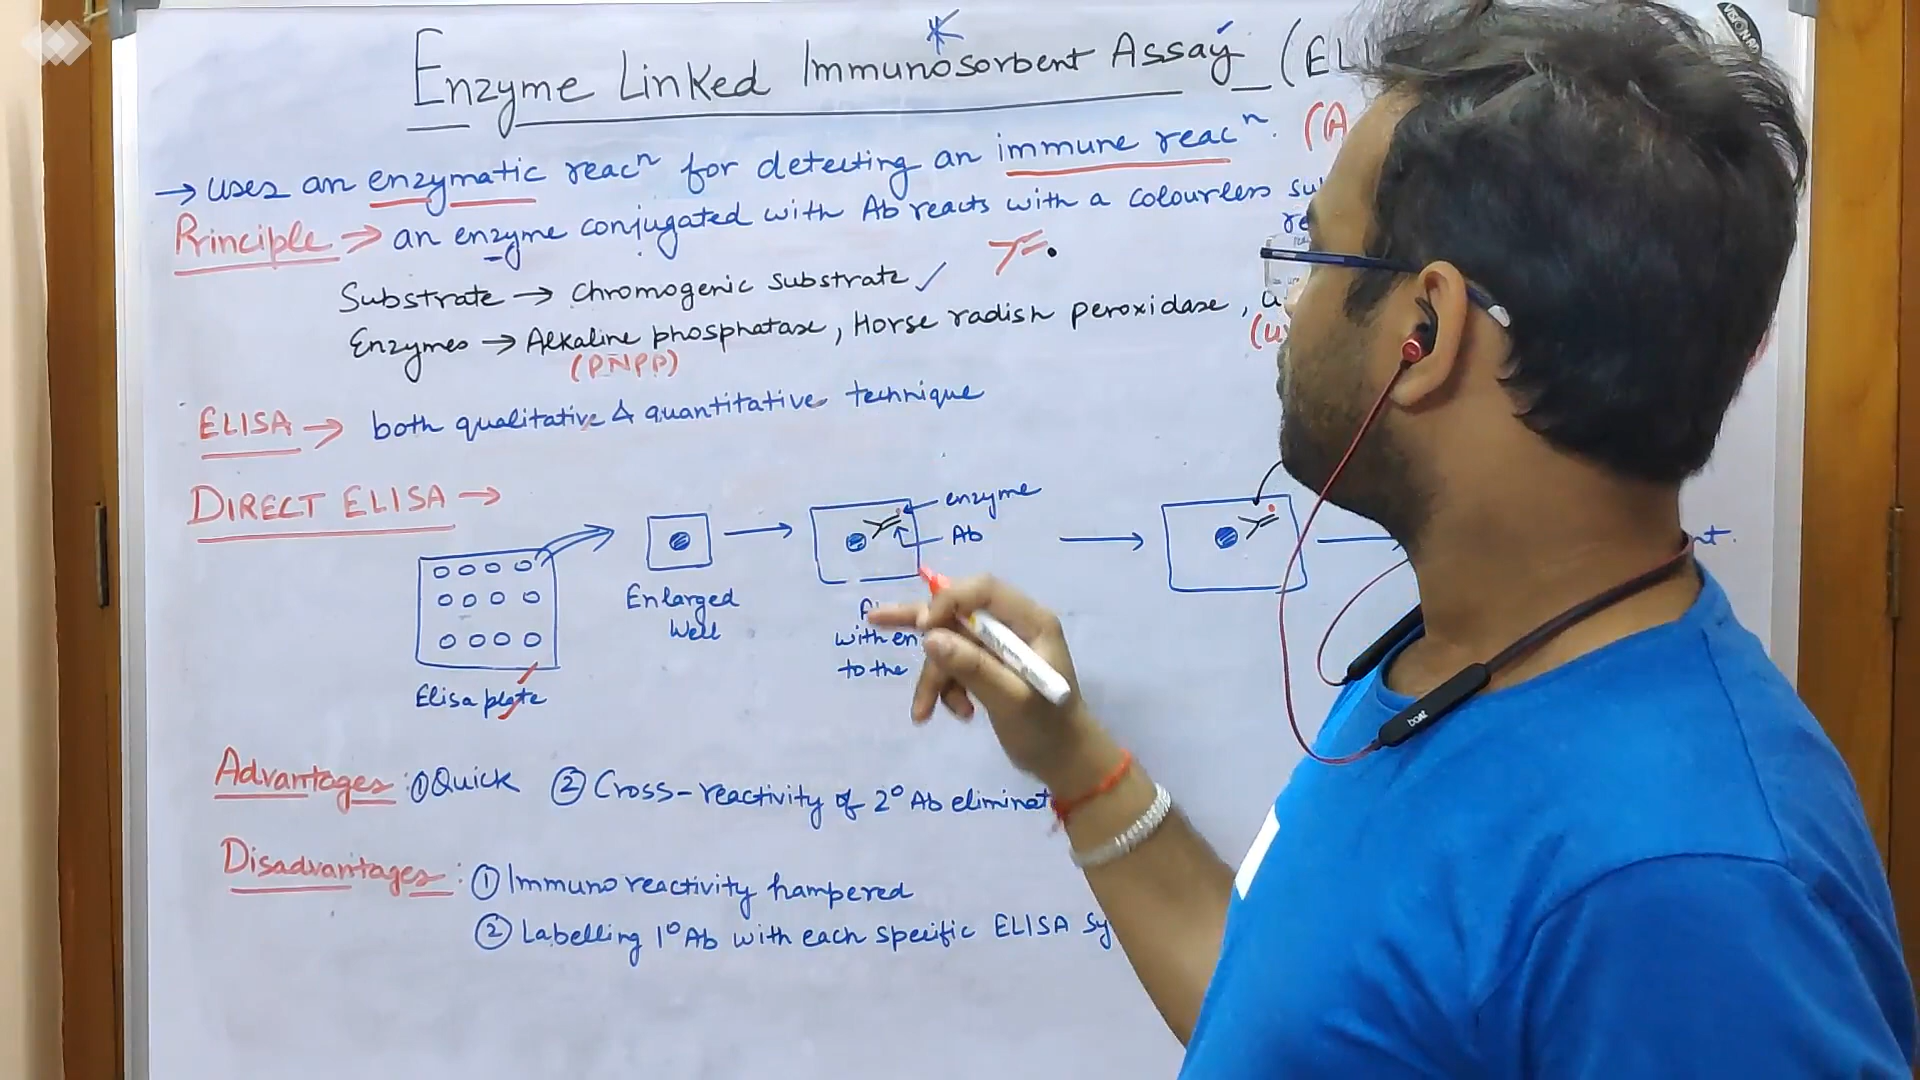 Enzyme Linked Immunosorbent Assay (EL
→ uses an enzymatic reacⁿ for detecting an immune reacⁿ. (A
Principle → an enzyme conjugated with Ab reacts with a colourless su
re
Substrate → chromogenic substrate ✓
Enzymes → Alkaline phosphatase, Horse radish peroxidase,
(PNPP)
ELISA → both qualitative & quantitative technique
DIRECT ELISA →
enzyme
Ab
Enlarged
Well
with en
to the
Elisa plate
Advantages: ① Quick ② Cross-reactivity of 2° Ab eliminat
Disadvantages: ① Immuno reactivity hampered
② Labelling 1° Ab with each specific ELISA sy
boAt